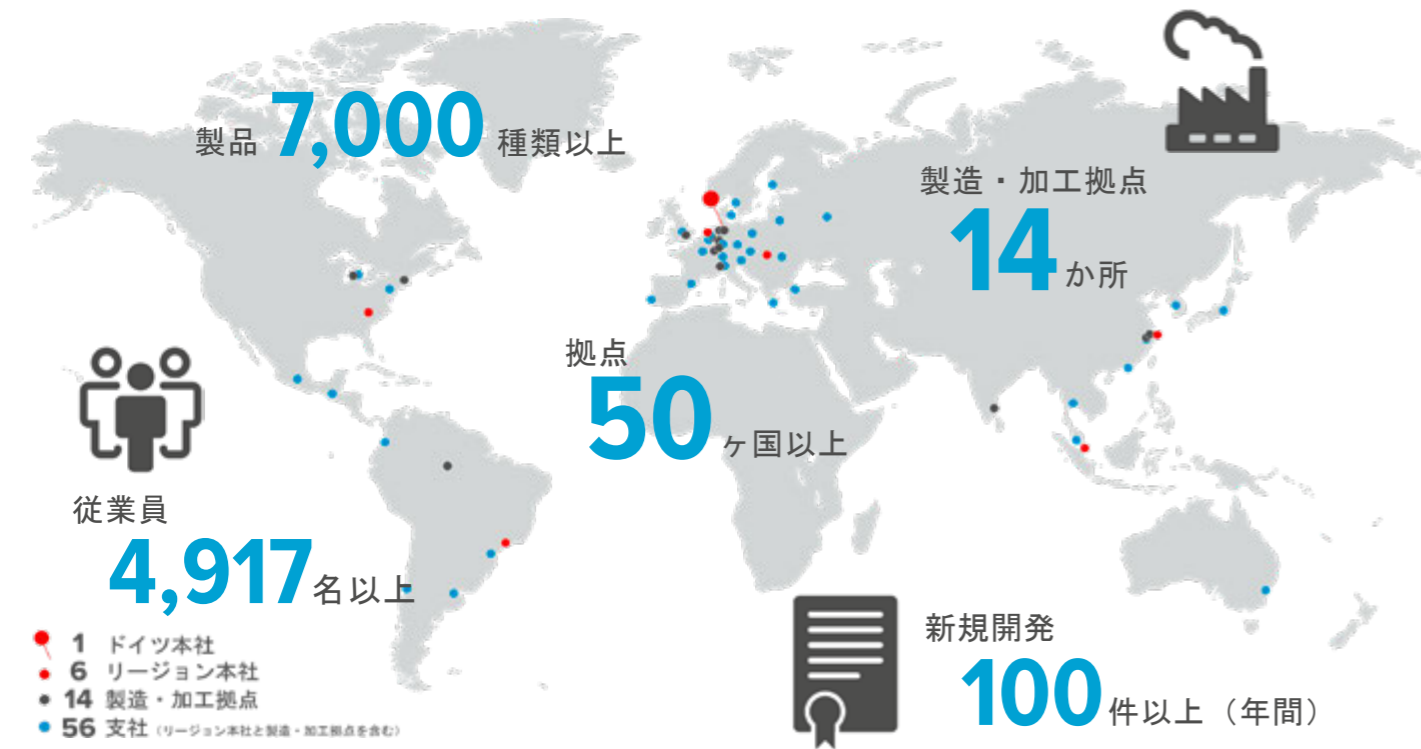 製品 7,000 種類以上
製造・加工拠点
14 か所
拠点
50 ヶ国以上
従業員
4,917 名以上
1 ドイツ本社
6 リージョン本社
14 製造・加工拠点
56 支社 (リージョン本社と製造・加工拠点を含む)
新規開発
100 件以上（年間）